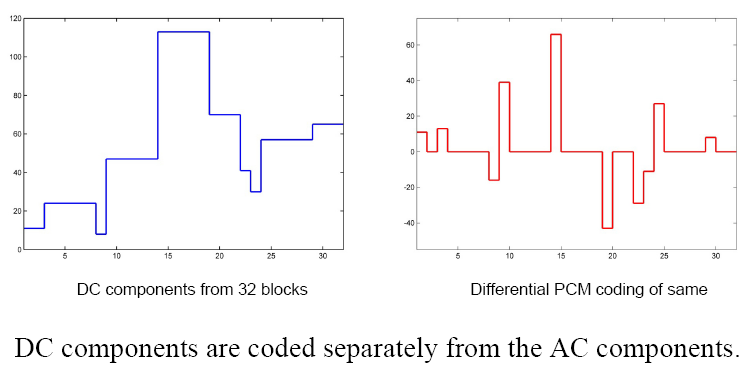 120
100
80
60
40
20
0
5 10 15 20 25 30
DC components from 32 blocks
60
40
20
0
-20
-40
5 10 15 20 25 30
Differential PCM coding of same
DC components are coded separately from the AC components.